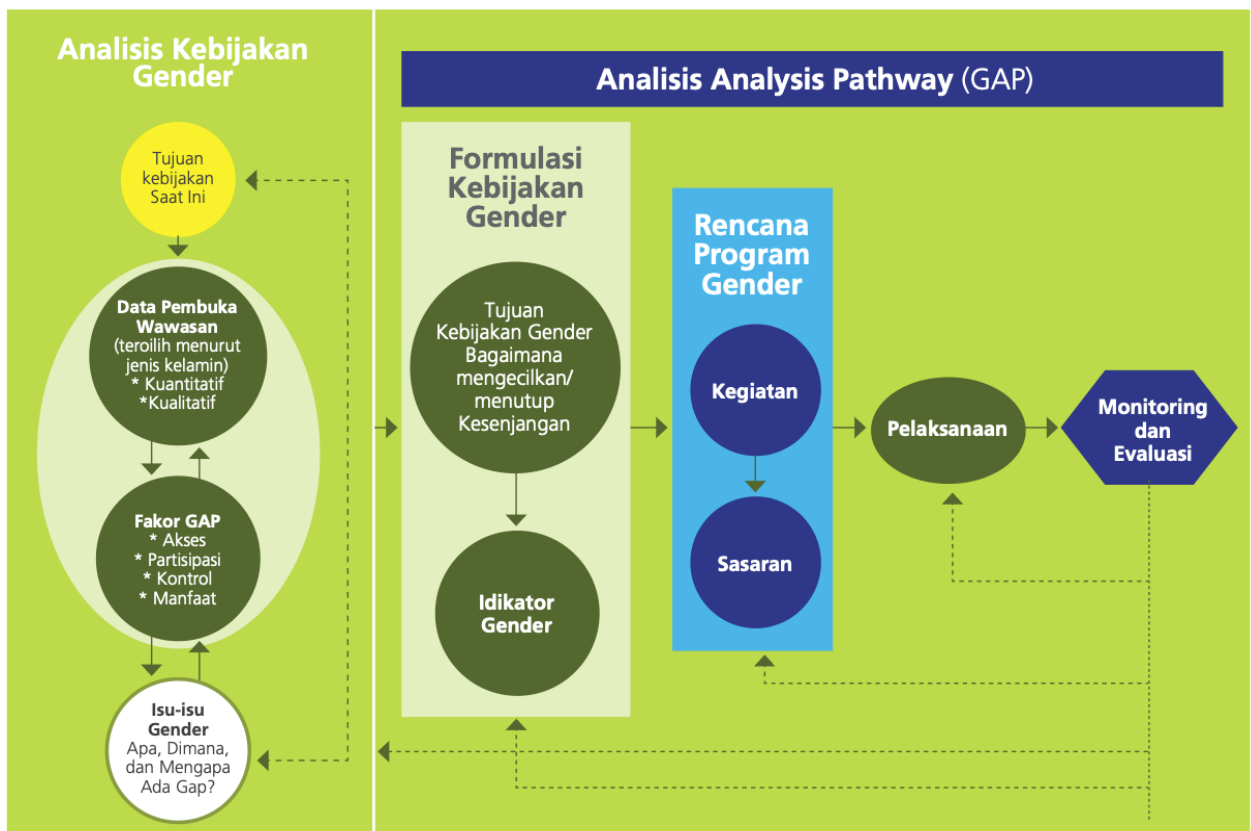 Analisis Kebijakan
Gender
Tujuan
kebijakan
Saat Ini
Data Pembuka
Wawasan
(teroilih menurut
jenis kelamin)
* Kuantitatif
*Kualitatif
Fakor GAP
* Akses
* Partisipasi
* Kontrol
* Manfaat
Isu-isu
Gender
Apa, Dimana,
dan Mengapa
Ada Gap?
Analisis Analysis Pathway (GAP)
Formulasi
Kebijakan
Gender
Tujuan
Kebijakan Gender
Bagaimana
mengecilkan/
menutup
Kesenjangan
Idikator
Gender
Rencana
Program
Gender
Kegiatan
Sasaran
Pelaksanaan
Monitoring
dan
Evaluasi